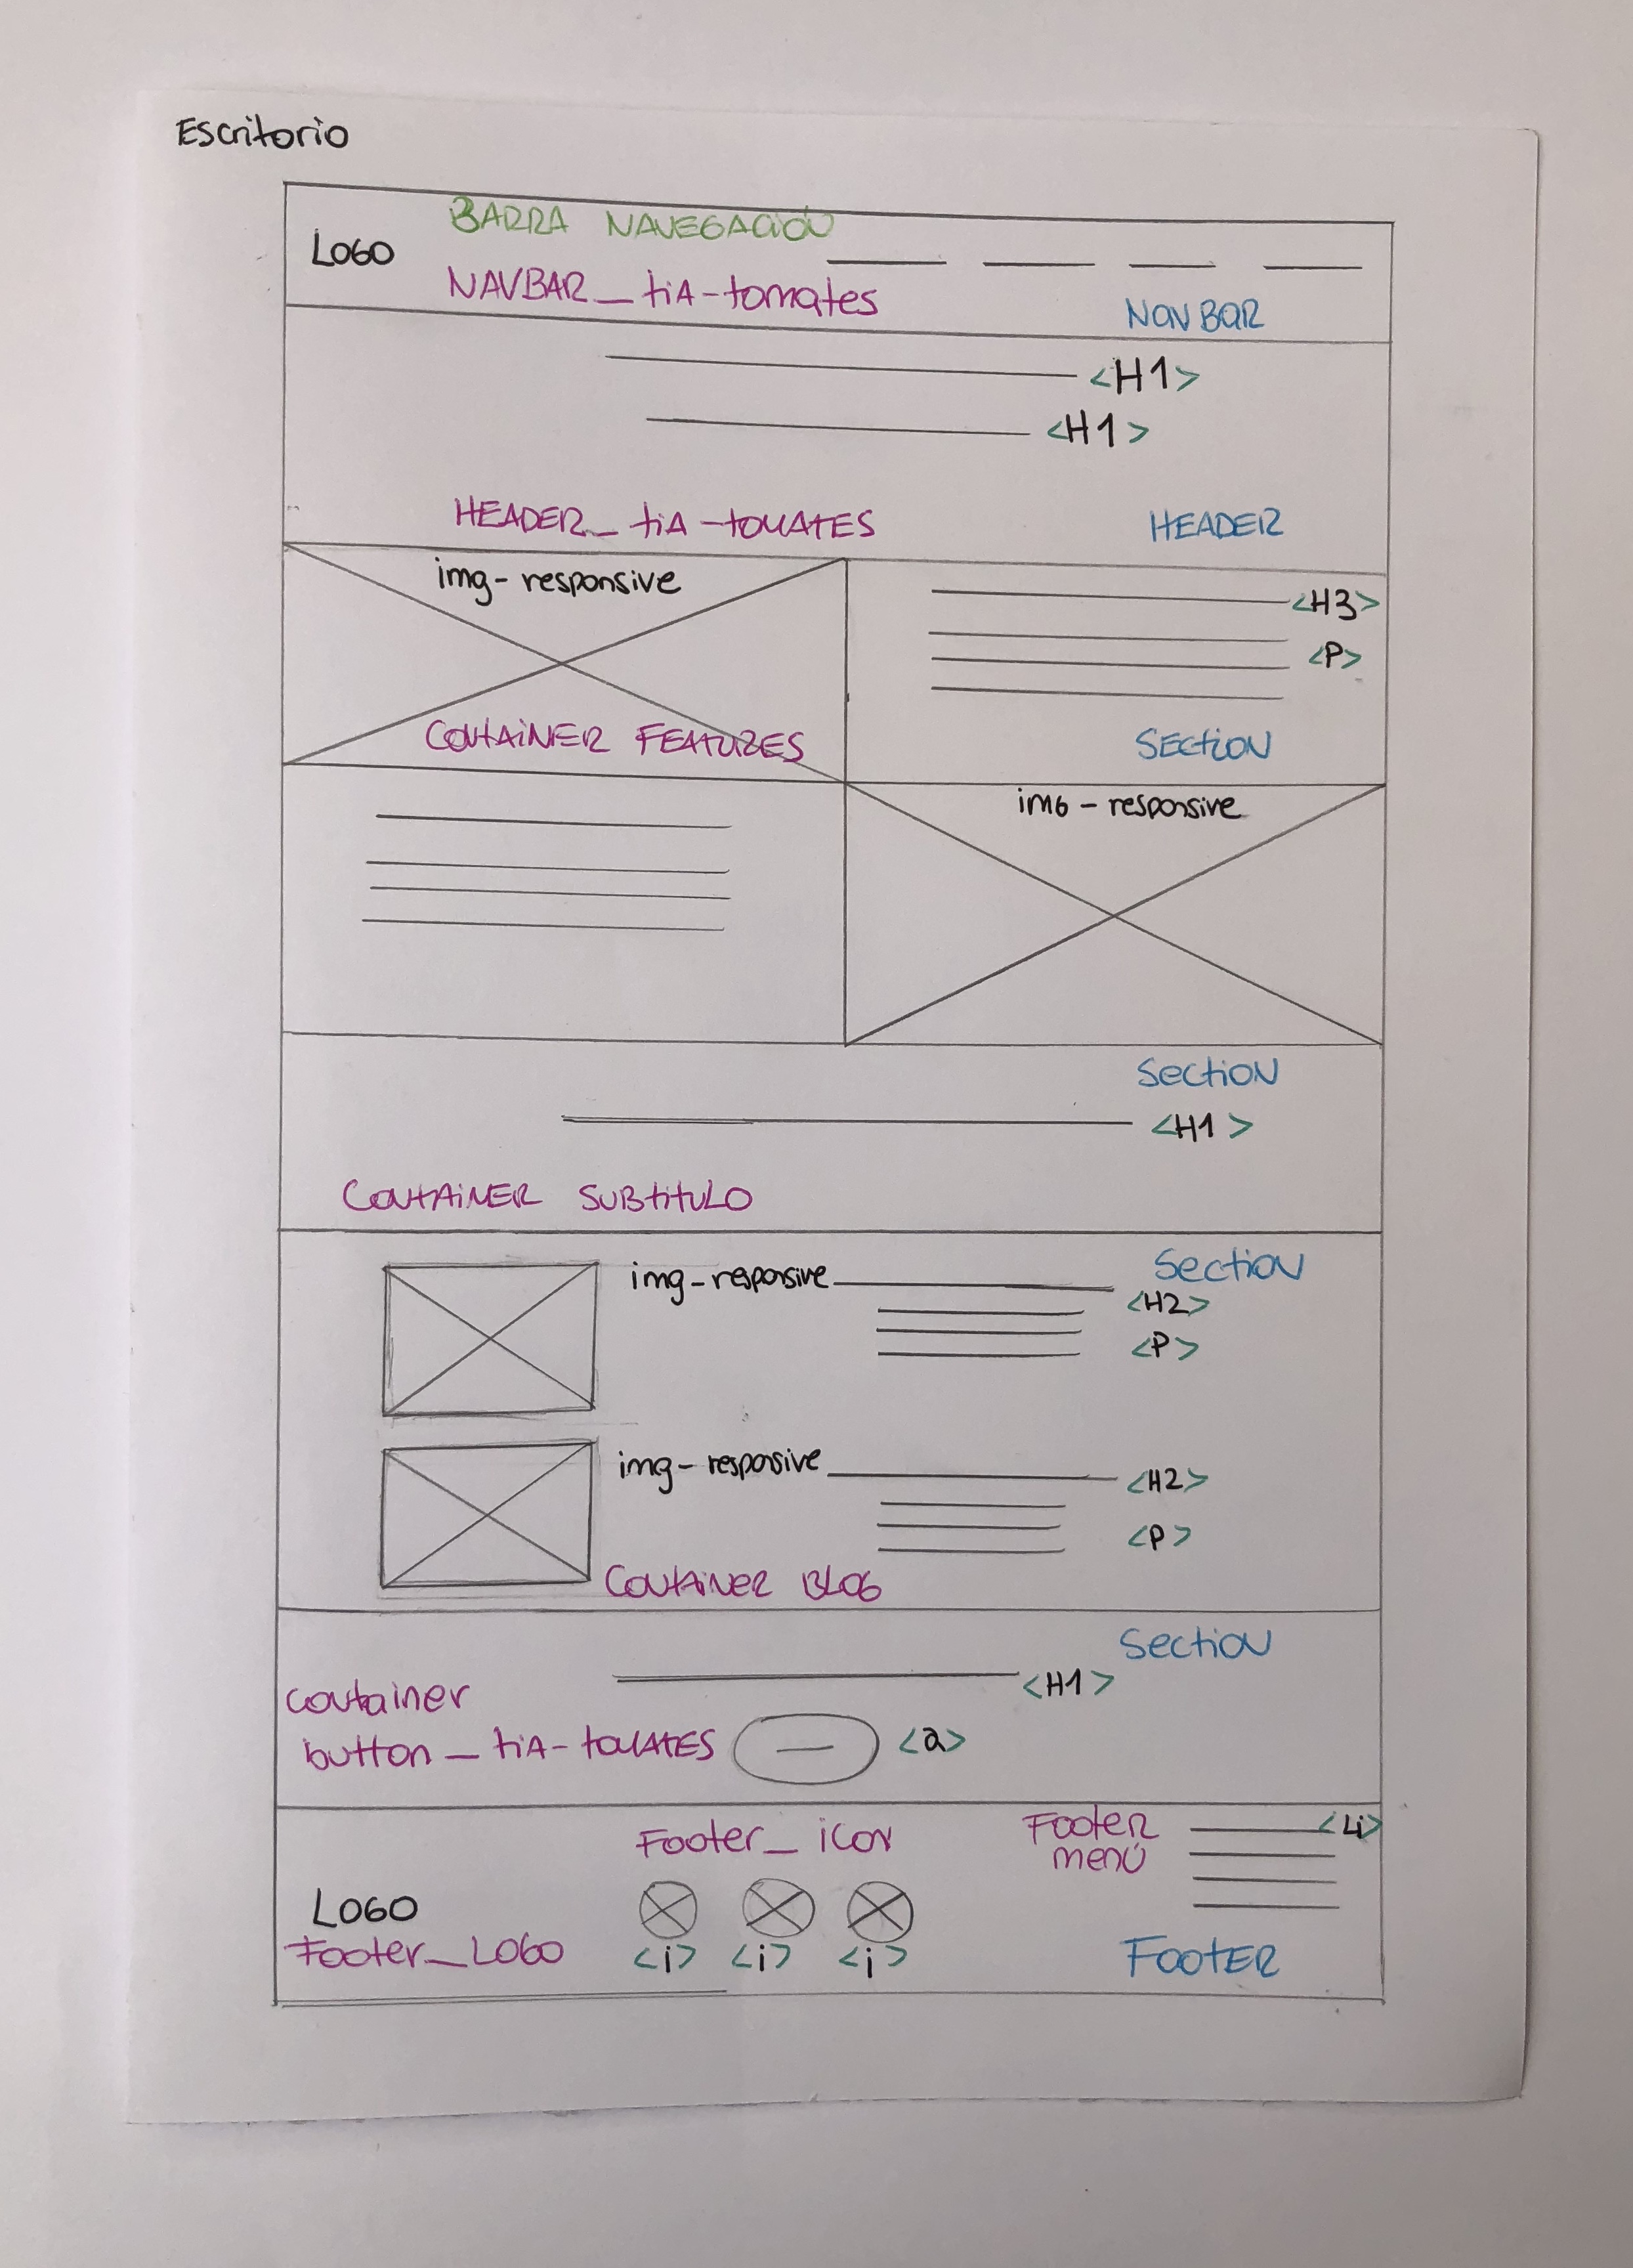 Escritorio
BARRA NAVEGACIÓN
LOGO
NAVBAR_tiA-tomates
NAVBAR
<H1>
<H1>
HEADER_tiA-tOMATES
HEADER
img-responsive
<H3>
<P>
CONTAINER FEATURES
SECTION
imG-responsive
Section
<H1>
CONTAINER SUBTITULO
Section
img-responsive
<H2>
<P>
img-responsive
<H2>
<P>
CONTAINER BLOG
Section
<H1>
container
button_tiA-tOMATES
<a>
Footer_icon
Footer
menú
<Li>
LOGO
Footer_LOGO
<i> <i> <i>
FOOTER